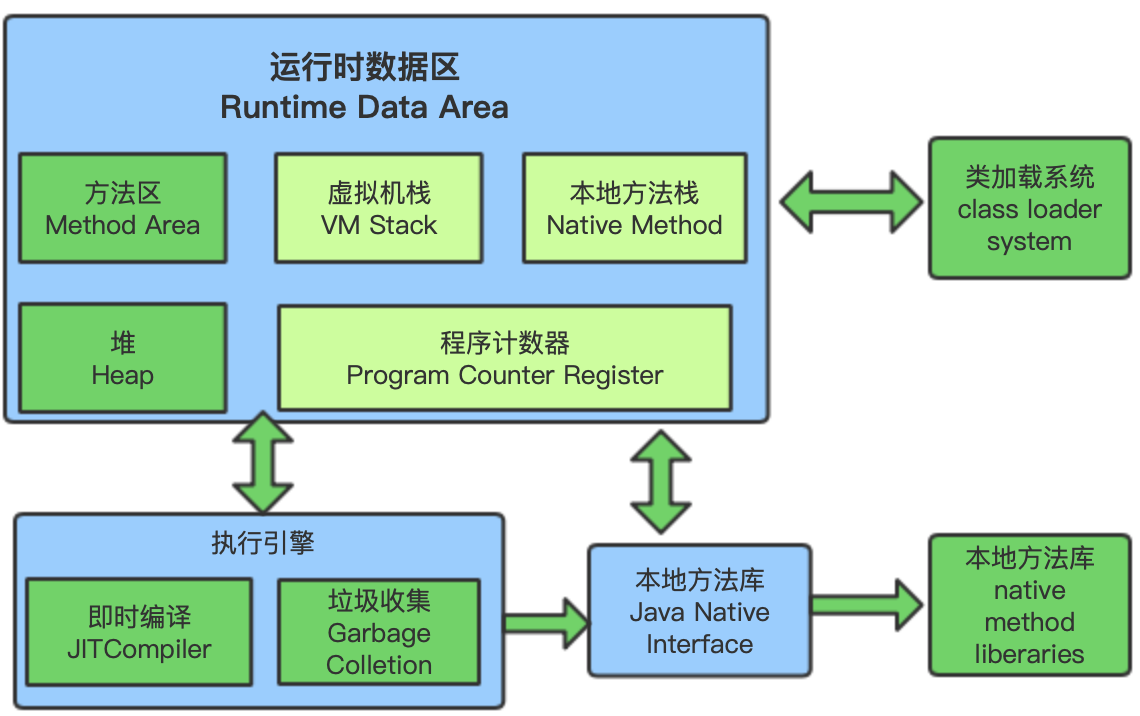 运行时数据区
Runtime Data Area
方法区
Method Area
虚拟机栈
VM Stack
本地方法栈
Native Method
类加载系统
class loader
system
堆
Heap
程序计数器
Program Counter Register
执行引擎
即时编译
JITCompiler
垃圾收集
Garbage
Colletion
本地方法库
Java Native
Interface
本地方法库
native
method
liberaries